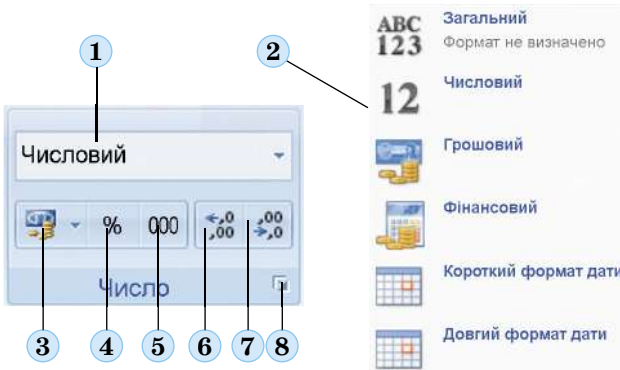 1
2
Числовий
% 000 ,0 ,00 ,00 ,0
Число
3 4 5 6 7 8
ABC
123
Загальний
Формат не визначено
12
Числовий
Грошовий
Фінансовий
Короткий формат дати
Довгий формат дати